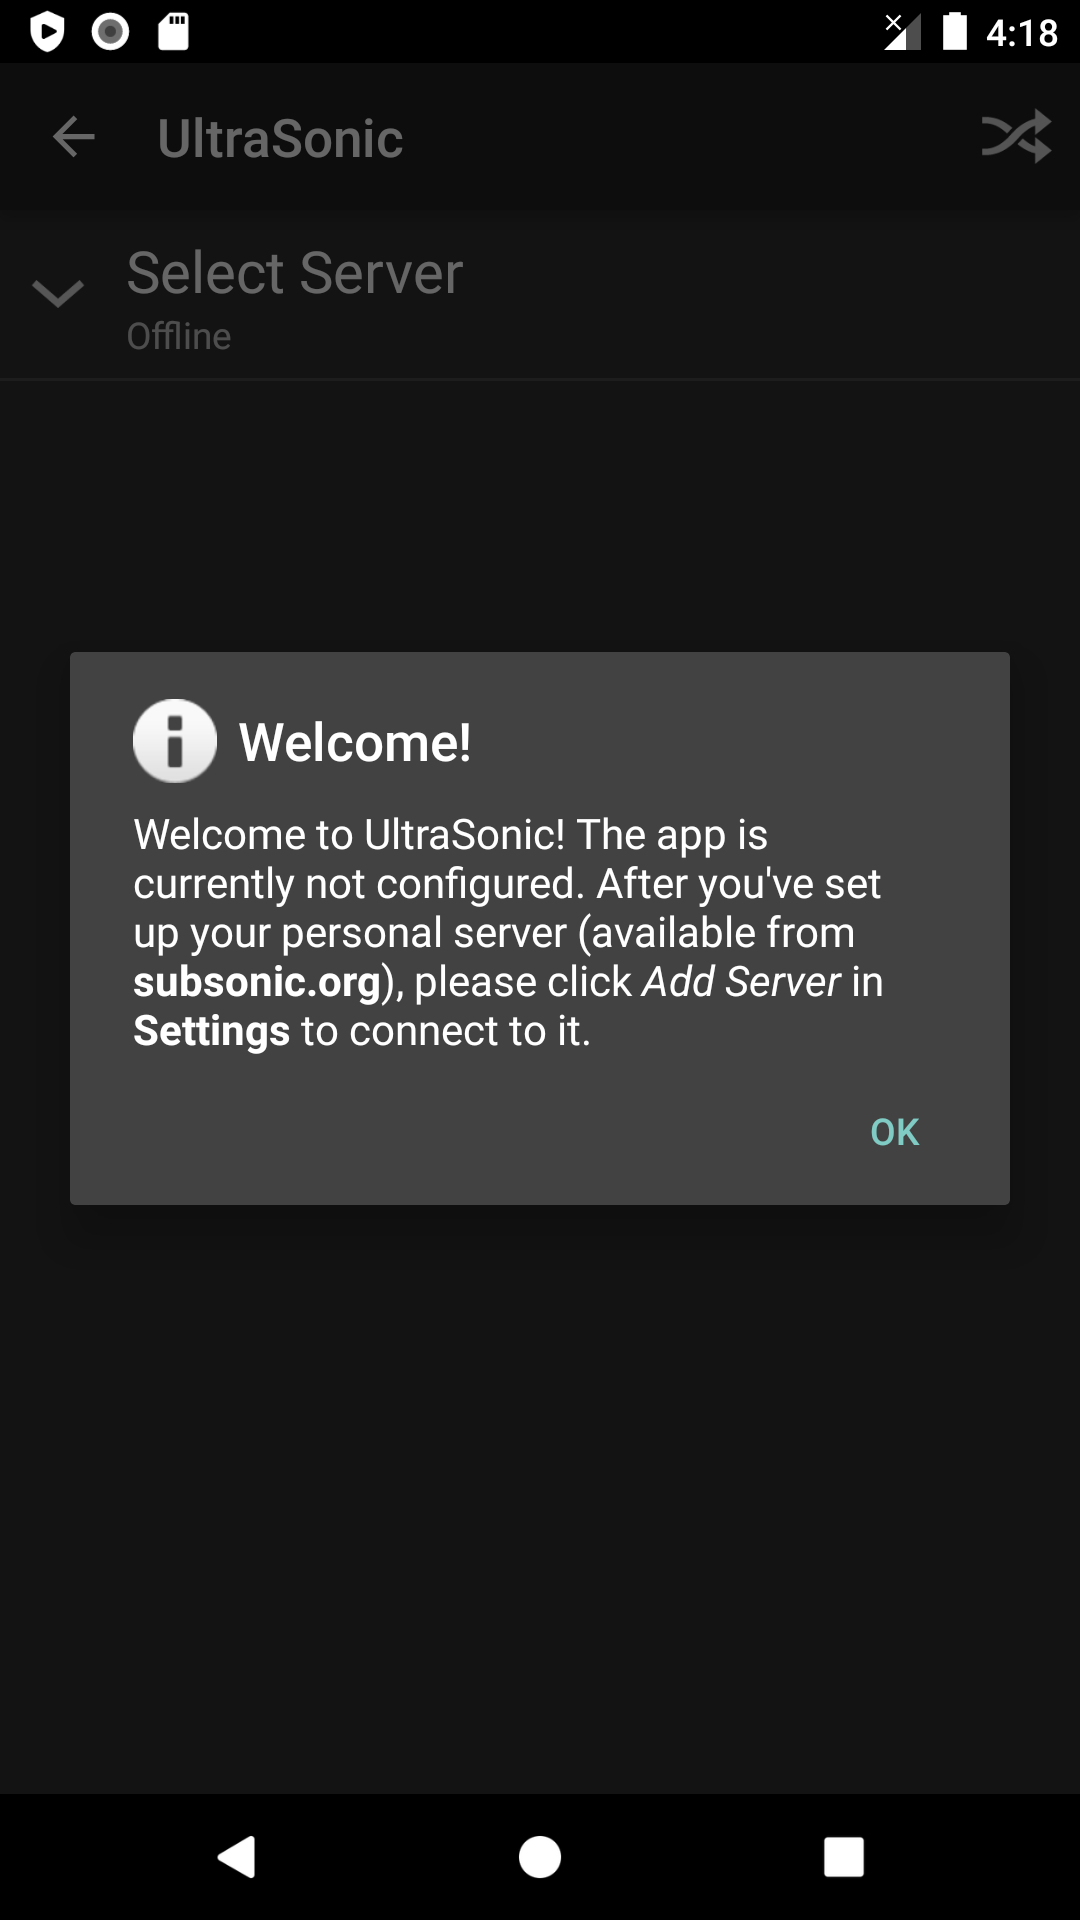 4:18
UltraSonic
Select Server
Offline
Welcome!
Welcome to UltraSonic! The app is
currently not configured. After you've set
up your personal server (available from
subsonic.org), please click Add Server in
Settings to connect to it.
OK